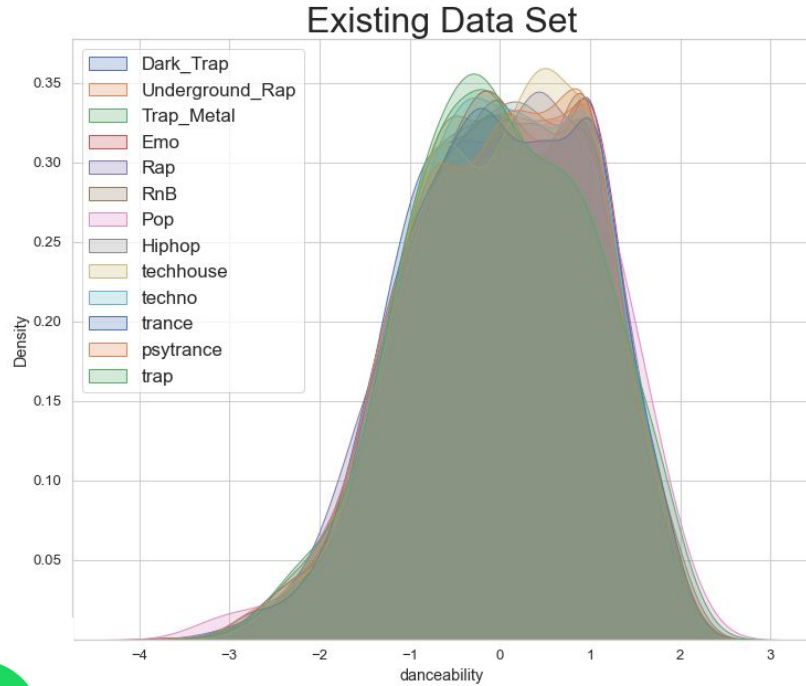 Existing Data Set
Dark_Trap
Underground_Rap
Trap_Metal
Emo
Rap
RnB
Pop
Hiphop
techhouse
techno
trance
psytrance
trap
0.35
0.30
0.25
0.20
0.15
0.10
0.05
Density
−4 −3 −2 −1 0 1 2 3
danceability